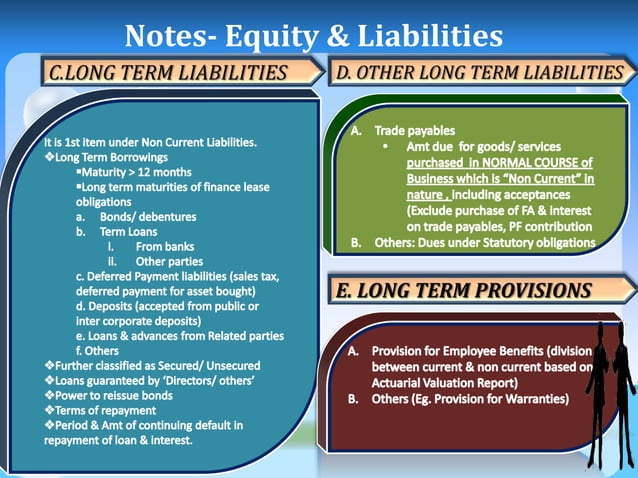 Notes- Equity & Liabilities
C.LONG TERM LIABILITIES
It is 1st item under Non Current Liabilities.
❖Long Term Borrowings
▪Maturity > 12 months
▪Long term maturities of finance lease
obligations
a. Bonds/ debentures
b. Term Loans
i. From banks
ii. Other parties
c. Deferred Payment liabilities (sales tax,
deferred payment for asset bought)
d. Deposits (accepted from public or
inter corporate deposits)
e. Loans & advances from Related parties
f. Others
❖Further classified as Secured/ Unsecured
❖Loans guaranteed by ‘Directors/ others’
❖Power to reissue bonds
❖Terms of repayment
❖Period & Amt of continuing default in
repayment of loan & interest.
D. OTHER LONG TERM LIABILITIES
A. Trade payables
• Amt due for goods/ services
purchased in NORMAL COURSE of
Business which is “Non Current” in
nature , including acceptances
(Exclude purchase of FA & interest
on trade payables, PF contribution
B. Others: Dues under Statutory obligations
E. LONG TERM PROVISIONS
A. Provision for Employee Benefits (division
between current & non current based on
Actuarial Valuation Report)
B. Others (Eg. Provision for Warranties)